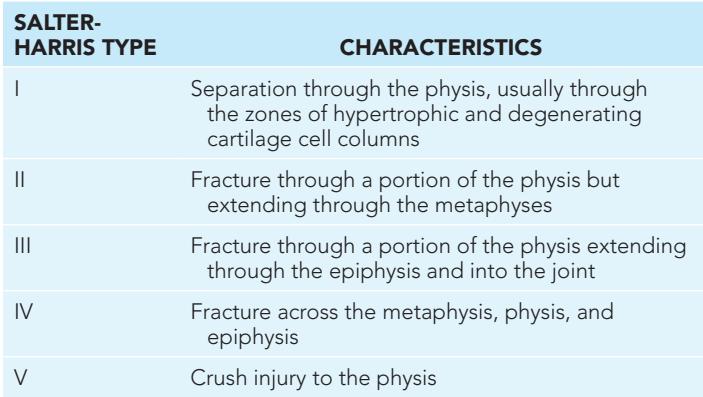 SALTER-
HARRIS TYPE CHARACTERISTICS
I Separation through the physis, usually through
the zones of hypertrophic and degenerating
cartilage cell columns
II Fracture through a portion of the physis but
extending through the metaphyses
III Fracture through a portion of the physis extending
through the epiphysis and into the joint
IV Fracture across the metaphysis, physis, and
epiphysis
V Crush injury to the physis